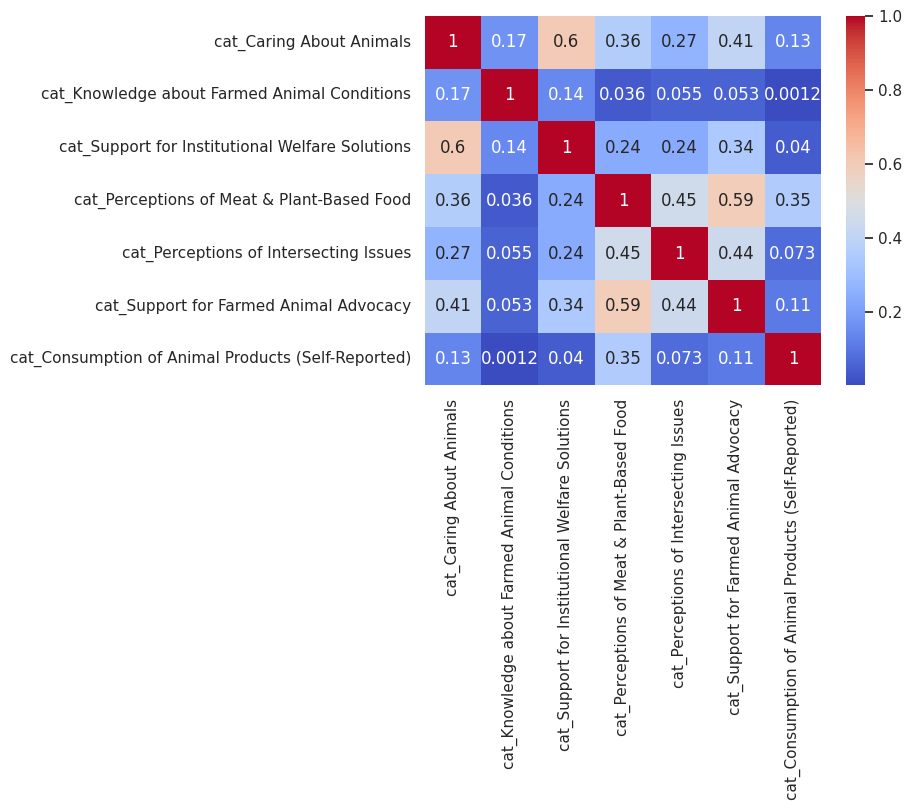 cat_Caring About Animals 1 0.17 0.6 0.36 0.27 0.41 0.13
cat_Knowledge about Farmed Animal Conditions 0.17 1 0.14 0.036 0.055 0.053 0.0012
cat_Support for Institutional Welfare Solutions 0.6 0.14 1 0.24 0.24 0.34 0.04
cat_Perceptions of Meat & Plant-Based Food 0.36 0.036 0.24 1 0.45 0.59 0.35
cat_Perceptions of Intersecting Issues 0.27 0.055 0.24 0.45 1 0.44 0.073
cat_Support for Farmed Animal Advocacy 0.41 0.053 0.34 0.59 0.44 1 0.11
cat_Consumption of Animal Products (Self-Reported) 0.13 0.0012 0.04 0.35 0.073 0.11 1
cat_Caring About Animals
cat_Knowledge about Farmed Animal Conditions
cat_Support for Institutional Welfare Solutions
cat_Perceptions of Meat & Plant-Based Food
cat_Perceptions of Intersecting Issues
cat_Support for Farmed Animal Advocacy
cat_Consumption of Animal Products (Self-Reported)
1.0
0.8
0.6
0.4
0.2